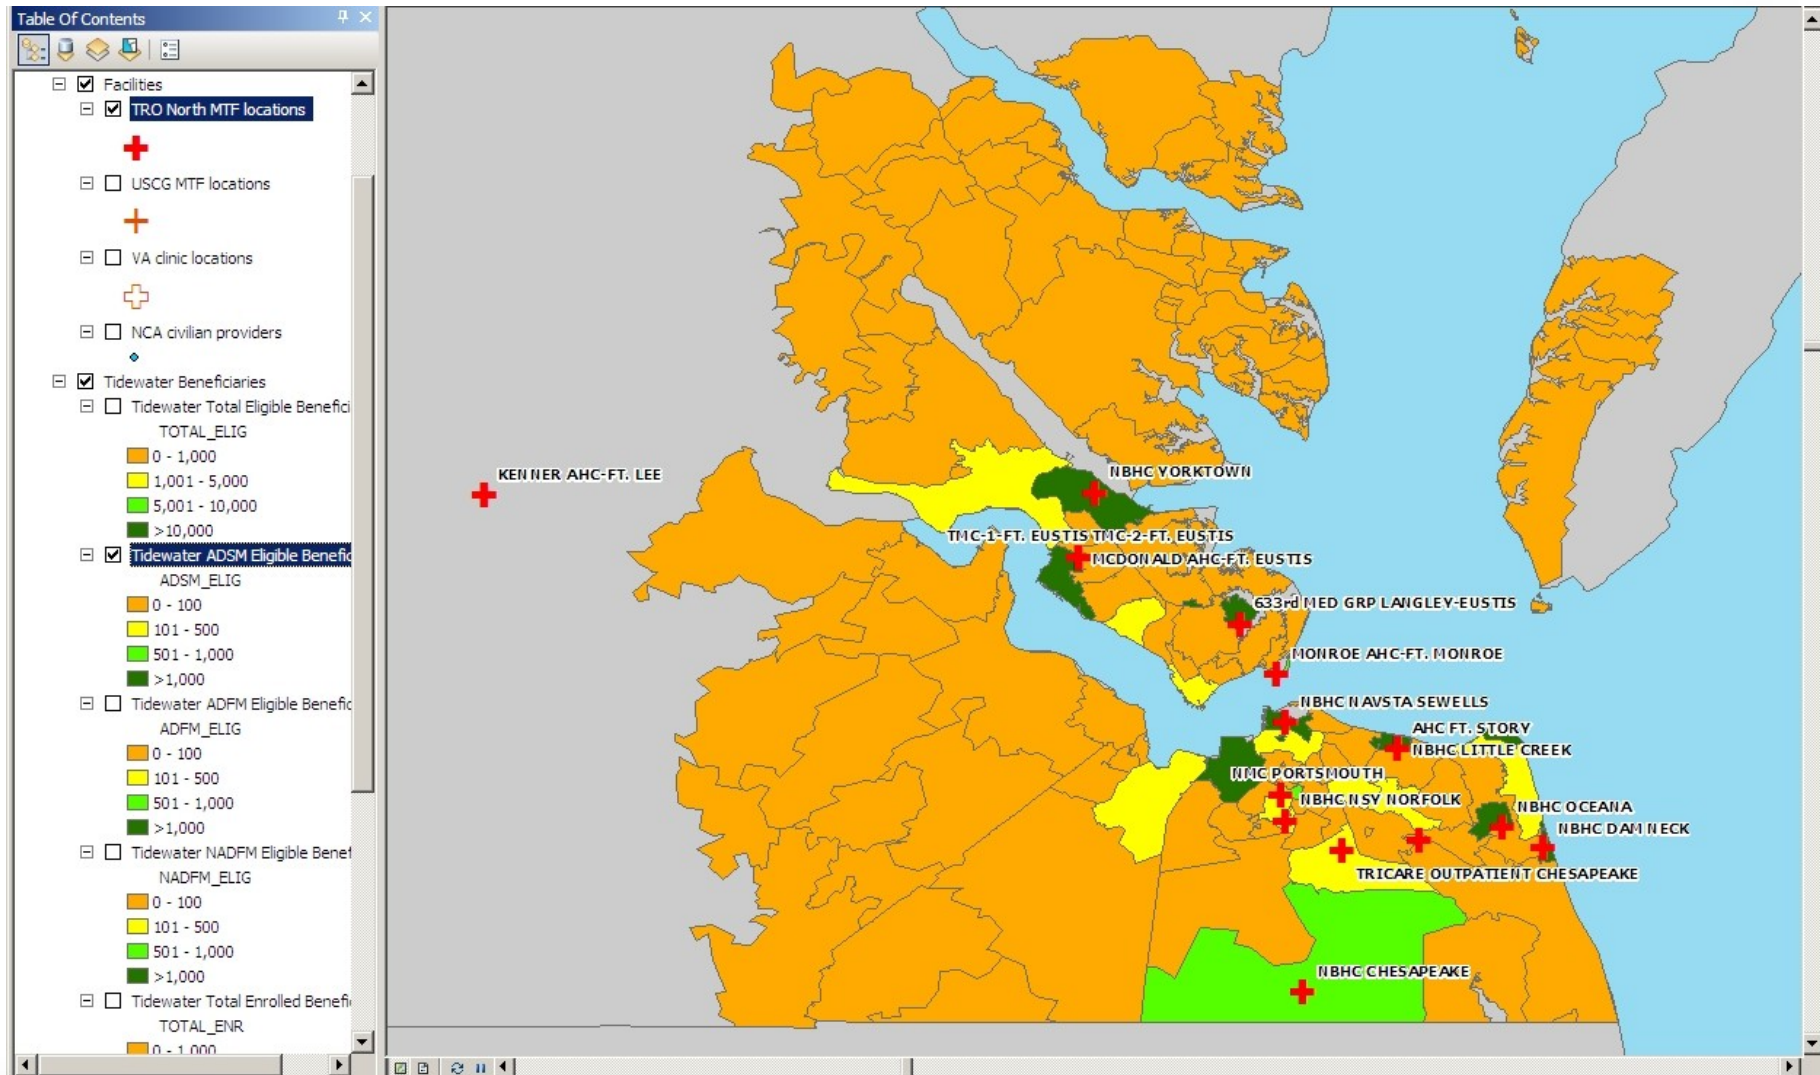 Table Of Contents
Facilities
TRO North MTF locations
USCG MTF locations
VA clinic locations
NCA civilian providers
Tidewater Beneficiaries
Tidewater Total Eligible Benefici
TOTAL_ELIG
0 - 1,000
1,001 - 5,000
5,001 - 10,000
>10,000
Tidewater ADSM Eligible Benefic
ADSM_ELIG
0 - 100
101 - 500
501 - 1,000
>1,000
Tidewater ADFM Eligible Benefic
ADFM_ELIG
0 - 100
101 - 500
501 - 1,000
>1,000
Tidewater NADFM Eligible Benef
NADFM_ELIG
0 - 100
101 - 500
501 - 1,000
>1,000
Tidewater Total Enrolled Benefi
TOTAL_ENR
0 - 1,000
KENNER AHC-FT. LEE
NBHC YORKTOWN
TMC-1-FT. EUSTIS TMC-2-FT. EUSTIS
MCDONALD AHC-FT. EUSTIS
633rd MED GRP LANGLEY-EUSTIS
MONROE AHC-FT. MONROE
NBHC NAVSTA SEWELLS
AHC FT. STORY
NBHC LITTLE CREEK
NMC PORTSMOUTH
NBHC NSY NORFOLK
NBHC OCEANA
NBHC DAM NECK
TRICARE OUTPATIENT CHESAPEAKE
NBHC CHESAPEAKE